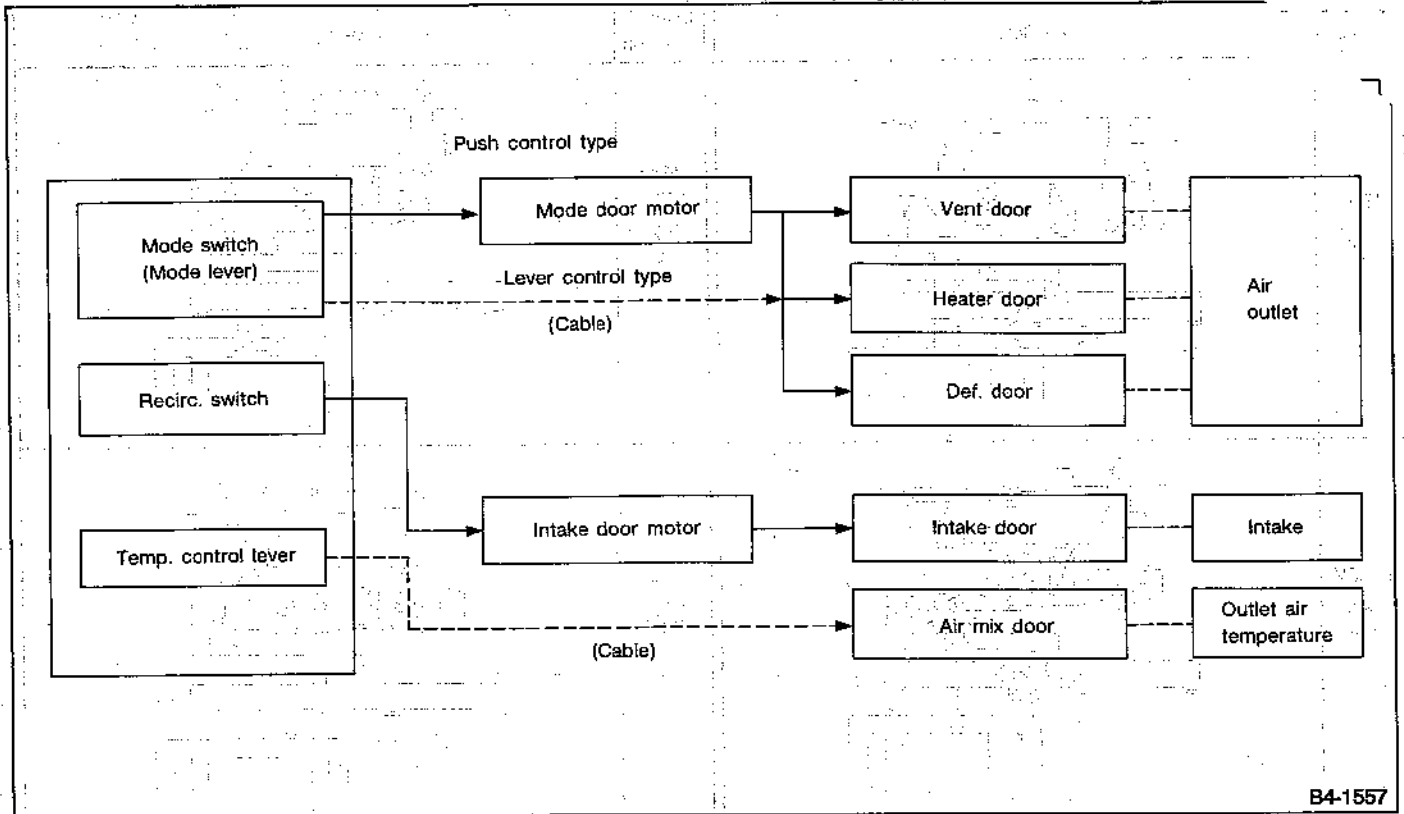 Push control type
Mode switch
(Mode lever)
Mode door motor
Vent door
Lever control type
(Cable)
Heater door
Air
outlet
Recirc. switch
Def. door
Intake door motor
Intake door
Intake
Temp. control lever
(Cable)
Air mix door
Outlet air
temperature
B4-1557